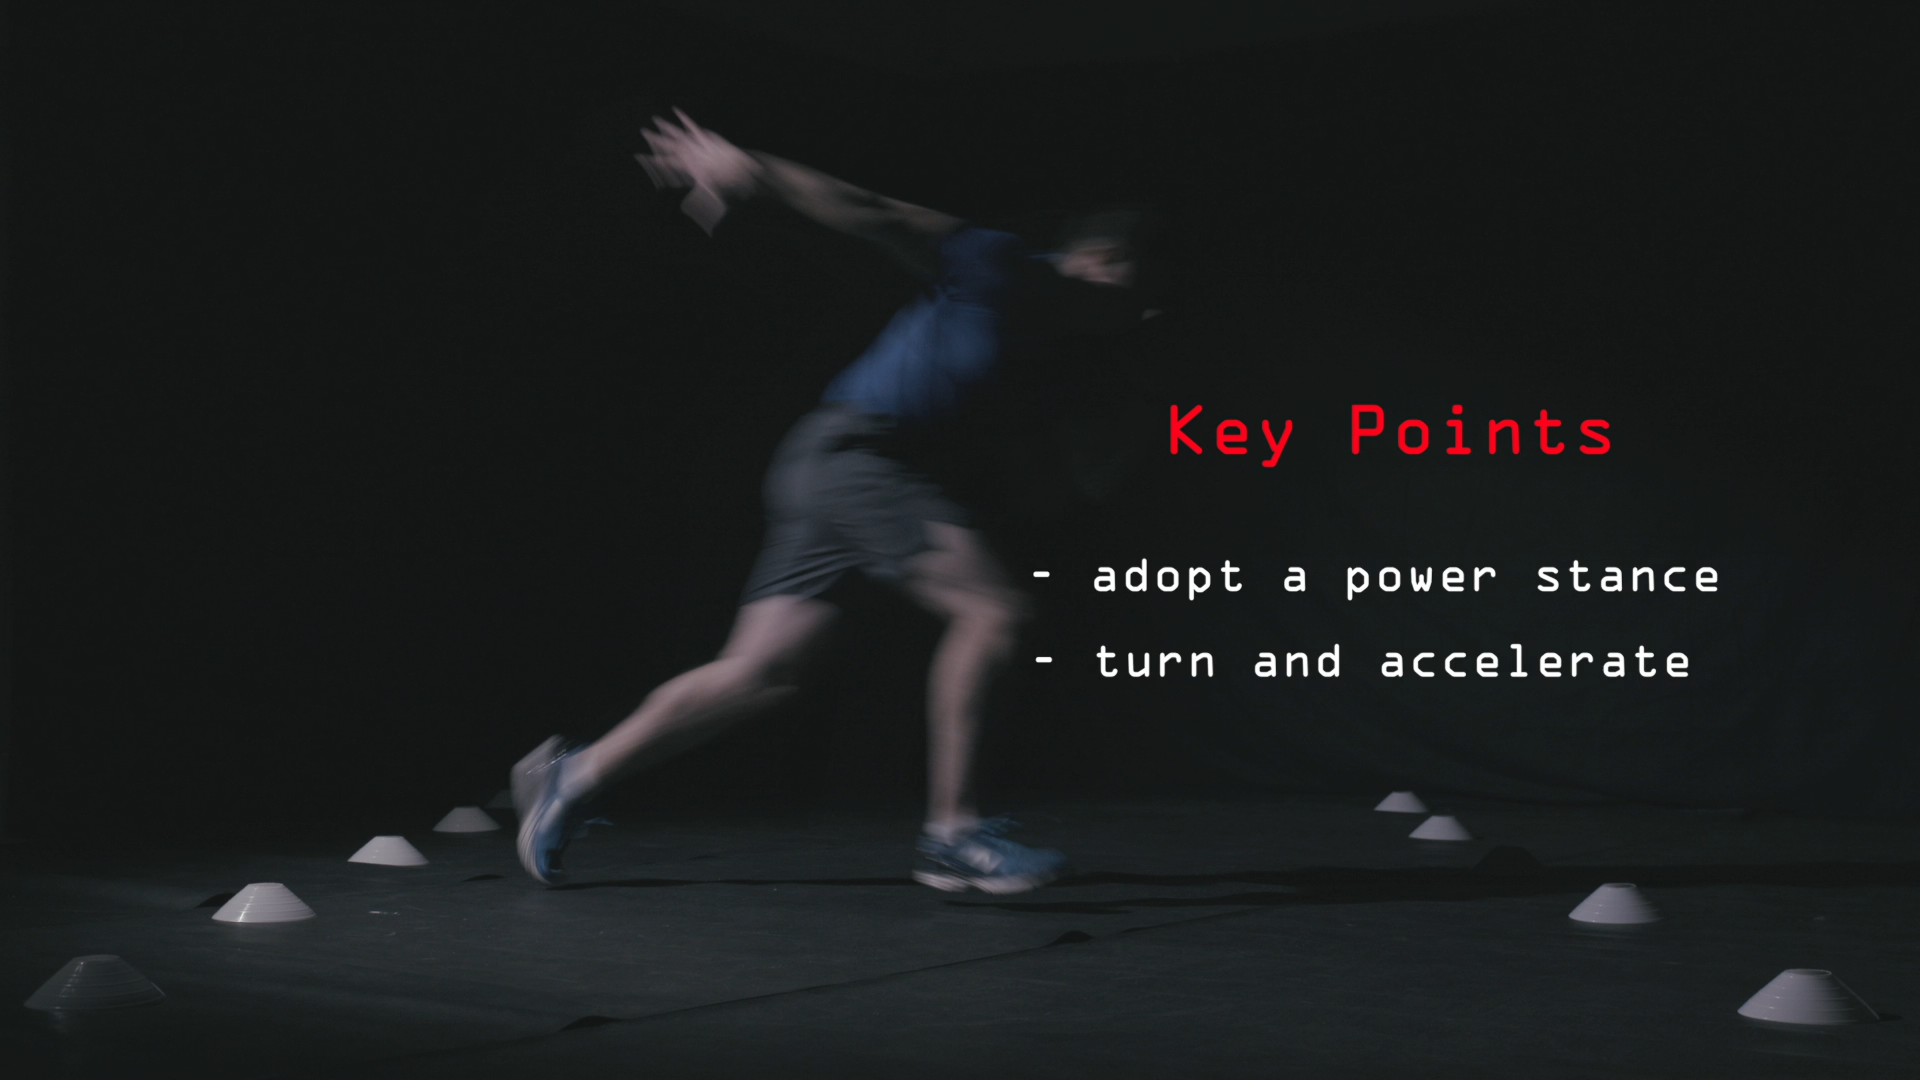 Key Points
- adopt a power stance
- turn and accelerate